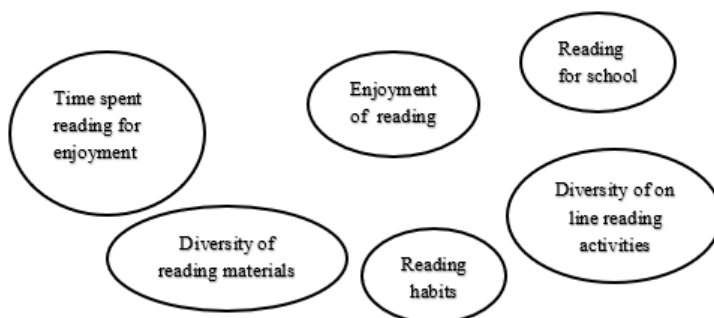 Time spent
reading for
enjoyment
Enjoyment
of reading
Reading
for school
Diversity of
reading materials
Reading
habits
Diversity of on
line reading
activities